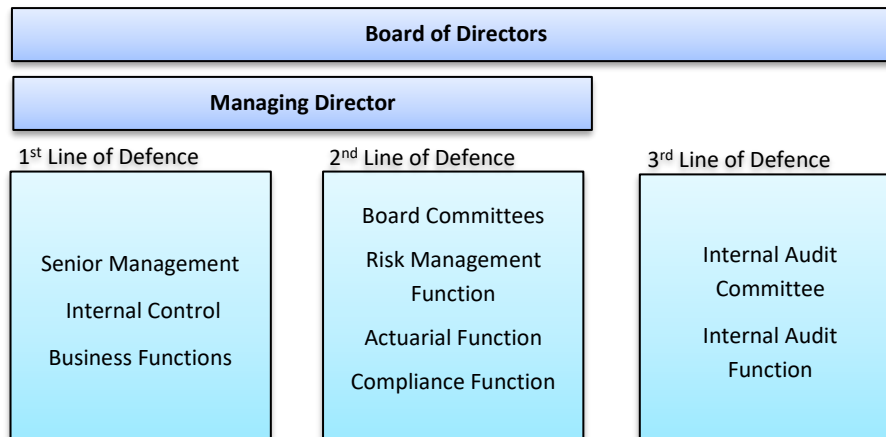 Board of Directors
Managing Director
1st Line of Defence
Senior Management
Internal Control
Business Functions
2nd Line of Defence
Board Committees
Risk Management
Function
Actuarial Function
Compliance Function
3rd Line of Defence
Internal Audit
Committee
Internal Audit
Function